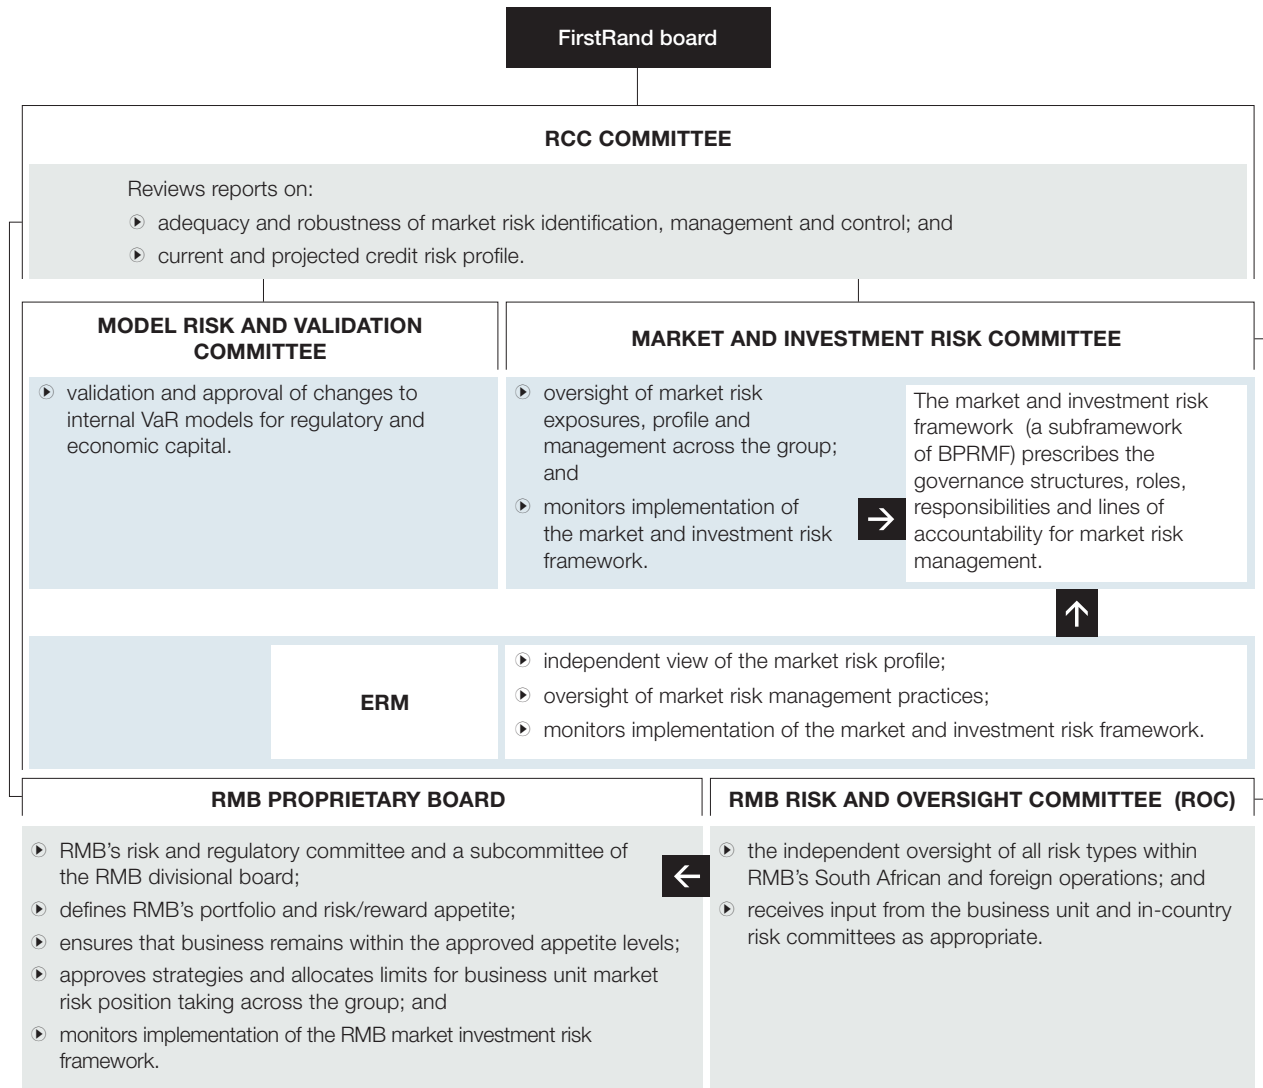 FirstRand board
RCC COMMITTEE
Reviews reports on:
adequacy and robustness of market risk identification, management and control; and
current and projected credit risk profile.
MODEL RISK AND VALIDATION
COMMITTEE
validation and approval of changes to
internal VaR models for regulatory and
economic capital.
MARKET AND INVESTMENT RISK COMMITTEE
oversight of market risk
exposures, profile and
management across the group;
and
monitors implementation of
the market and investment risk
framework.
The market and investment risk
framework (a subframework
of BPRMF) prescribes the
governance structures, roles,
responsibilities and lines of
accountability for market risk
management.
ERM
independent view of the market risk profile;
oversight of market risk management practices;
monitors implementation of the market and investment risk framework.
RMB PROPRIETARY BOARD
RMB's risk and regulatory committee and a subcommittee of
the RMB divisional board;
defines RMB's portfolio and risk/reward appetite;
ensures that business remains within the approved appetite levels;
approves strategies and allocates limits for business unit market
risk position taking across the group; and
monitors implementation of the RMB market investment risk
framework.
RMB RISK AND OVERSIGHT COMMITTEE (ROC)
the independent oversight of all risk types within
RMB's South African and foreign operations; and
receives input from the business unit and in-country
risk committees as appropriate.